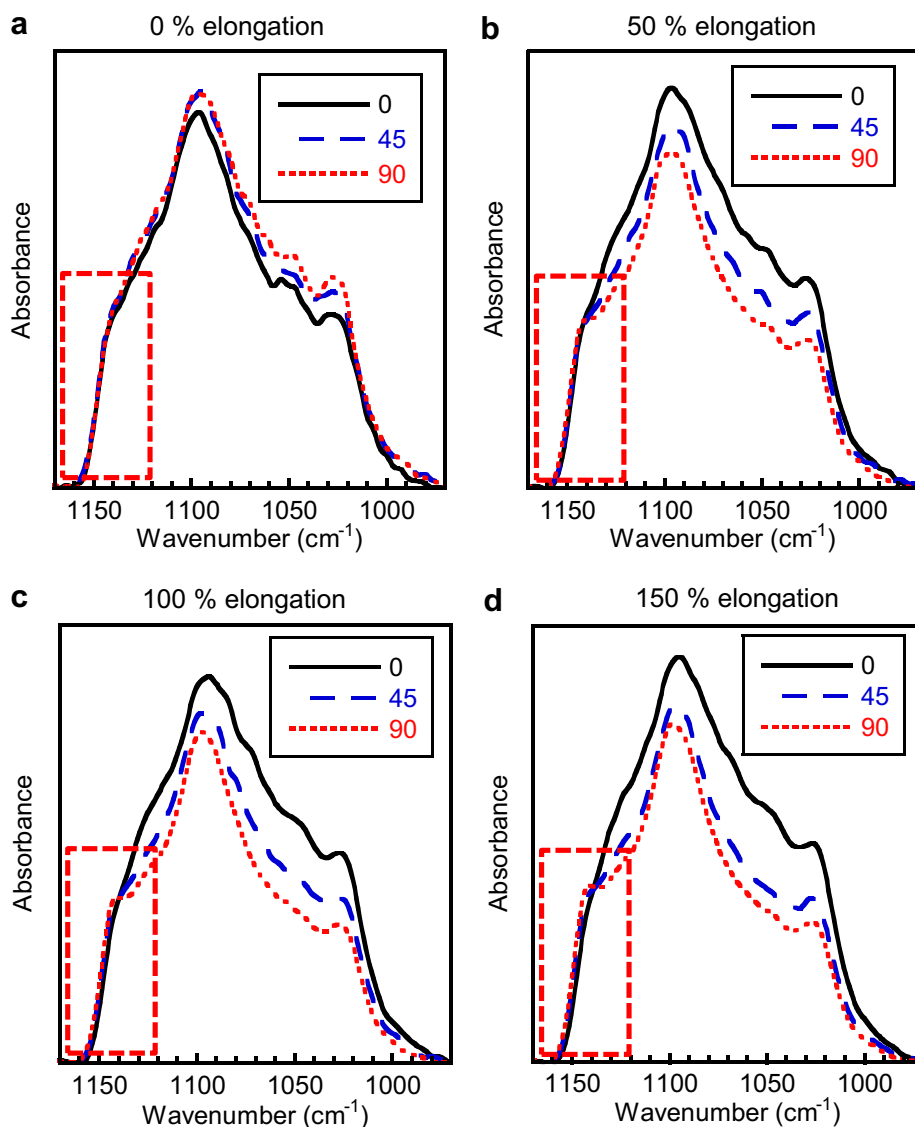 a
0 % elongation
Absorbance
0
45
90
1150 1100 1050 1000
Wavenumber (cm⁻¹)
b
50 % elongation
Absorbance
0
45
90
1150 1100 1050 1000
Wavenumber (cm⁻¹)
c
100 % elongation
Absorbance
0
45
90
1150 1100 1050 1000
Wavenumber (cm⁻¹)
d
150 % elongation
Absorbance
0
45
90
1150 1100 1050 1000
Wavenumber (cm⁻¹)